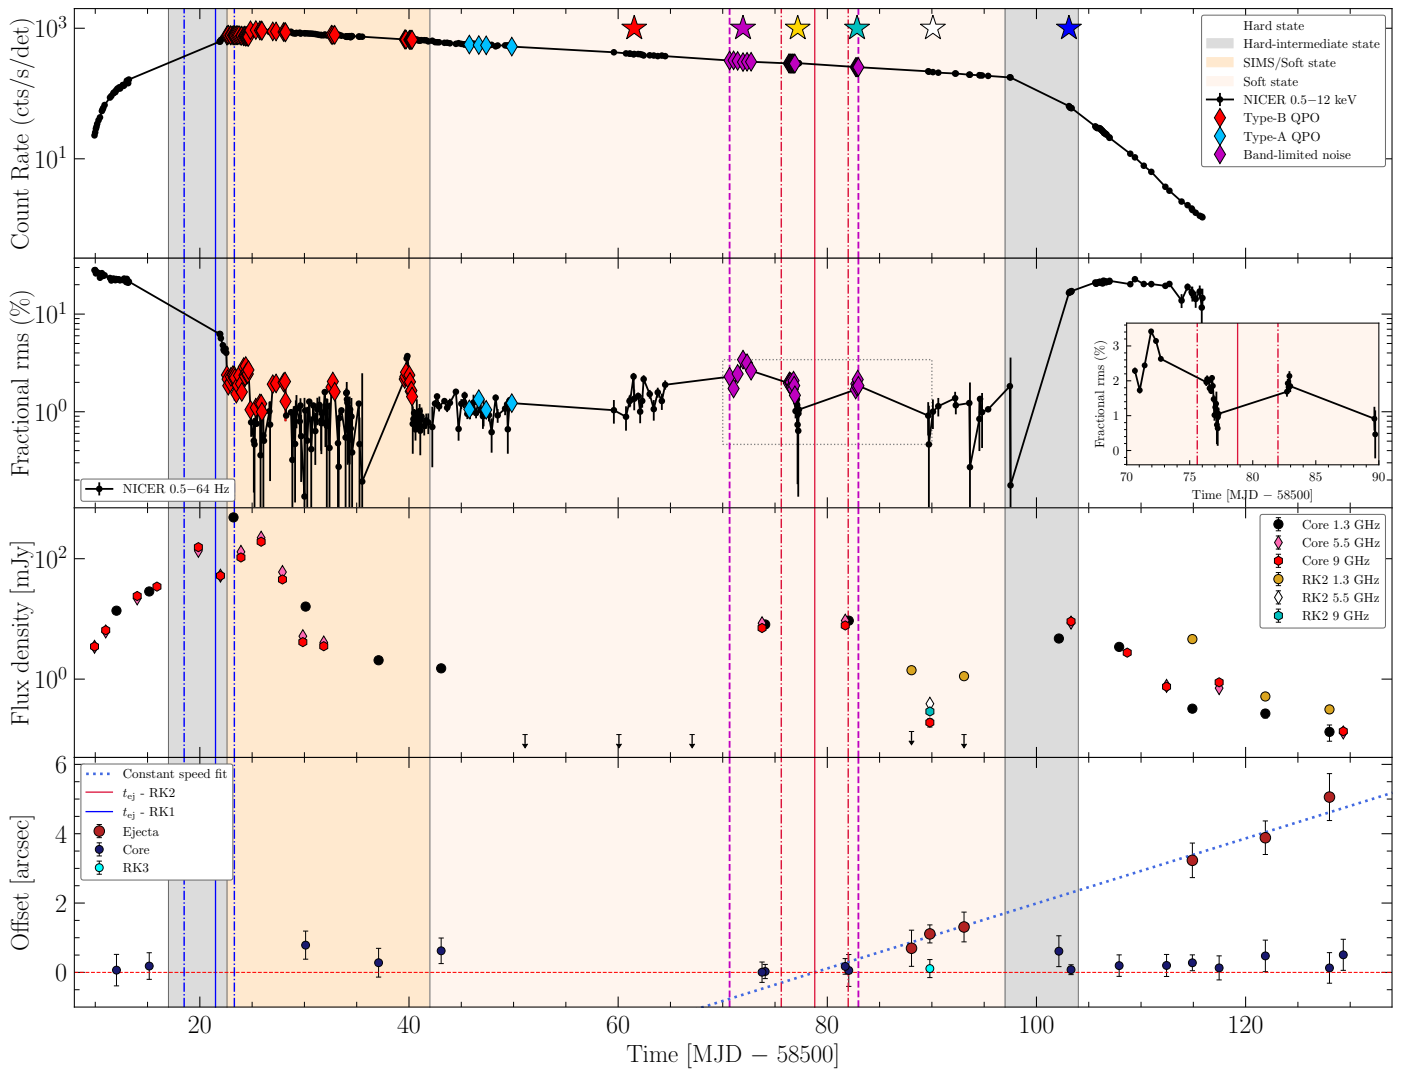 10³
10¹
Count Rate (cts/s/det)
Hard state
Hard-intermediate state
SIMS/Soft state
Soft state
NICER 0.5−12 keV
Type-B QPO
Type-A QPO
Band-limited noise
10¹
10⁰
Fractional rms (%)
NICER 0.5−64 Hz
3
2
1
0
Fractional rms (%)
70 75 80 85 90
Time [MJD − 58500]
10²
10⁰
Flux density [mJy]
Core 1.3 GHz
Core 5.5 GHz
Core 9 GHz
RK2 1.3 GHz
RK2 5.5 GHz
RK2 9 GHz
6
4
2
0
Offset [arcsec]
Constant speed fit
t_ej - RK2
t_ej - RK1
Ejecta
Core
RK3
20 40 60 80 100 120
Time [MJD − 58500]